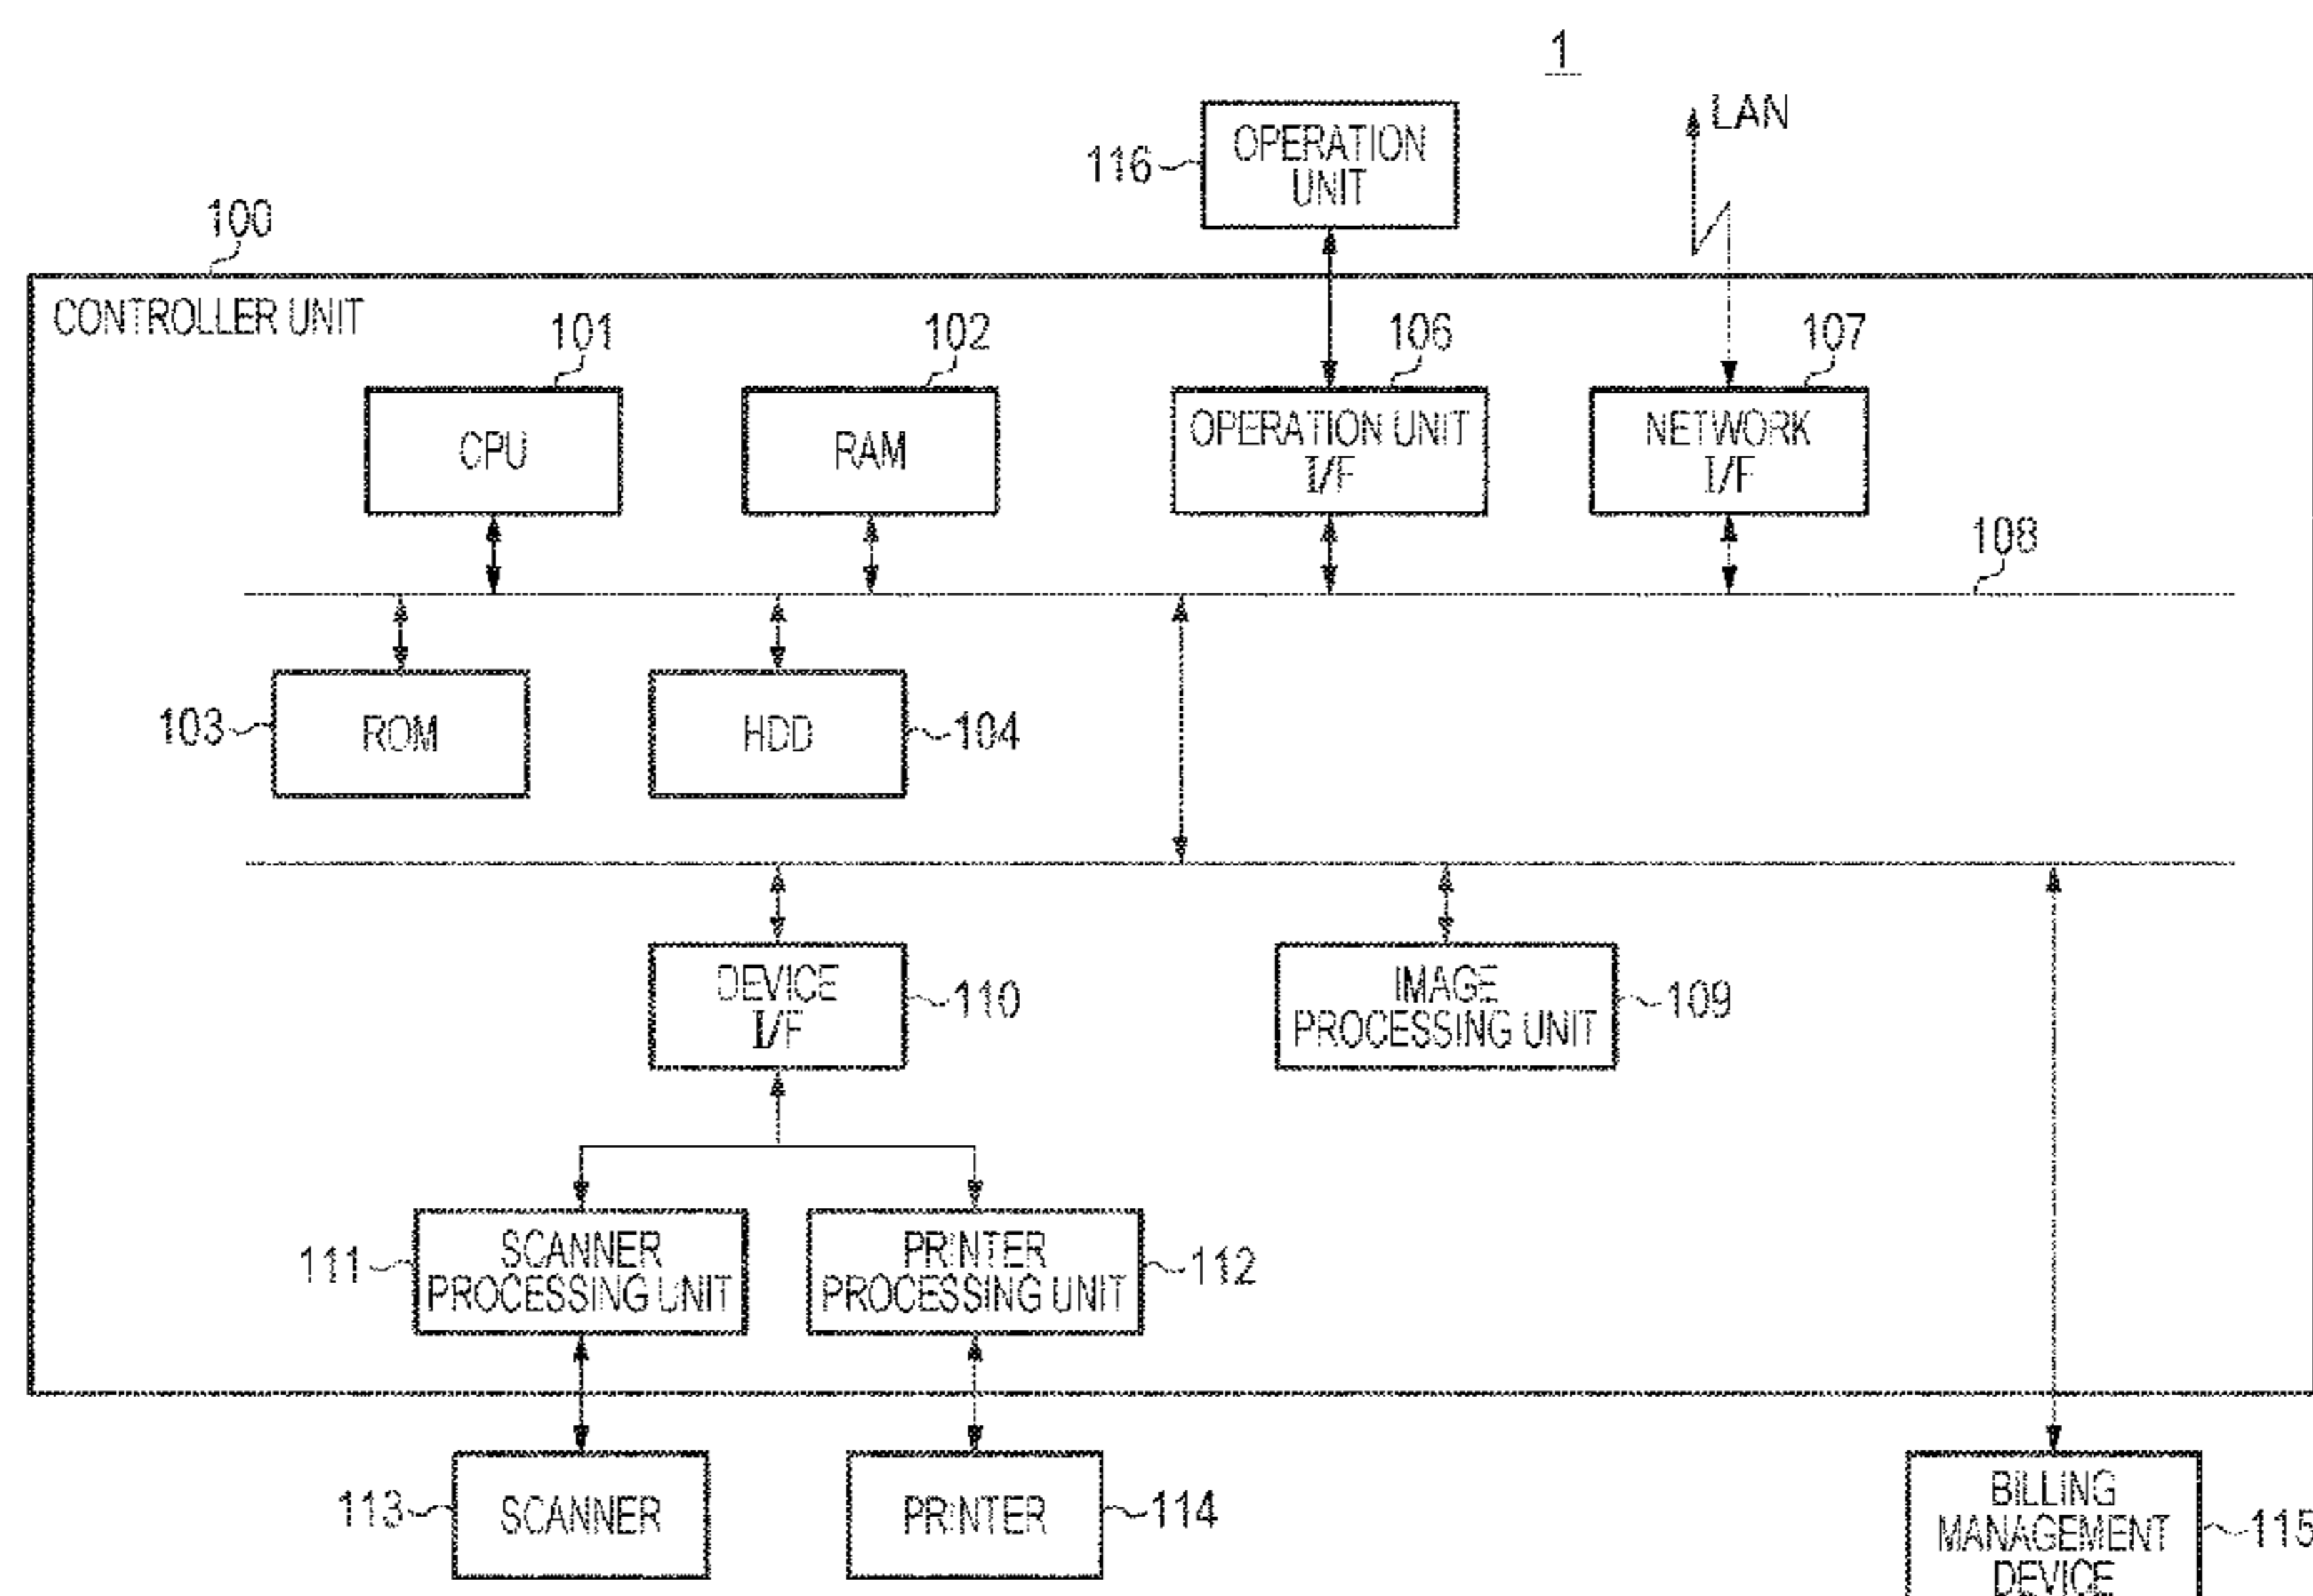 1
LAN
OPERATION
UNIT
116
100
CONTROLLER UNIT
101
102
106
107
CPU
RAM
OPERATION UNIT
I/F
NETWORK
I/F
108
103
ROM
HDD
104
DEVICE
I/F
110
IMAGE
PROCESSING UNIT
109
111
SCANNER
PROCESSING UNIT
PRINTER
PROCESSING UNIT
112
113
SCANNER
PRINTER
114
BILLING
MANAGEMENT
DEVICE
115